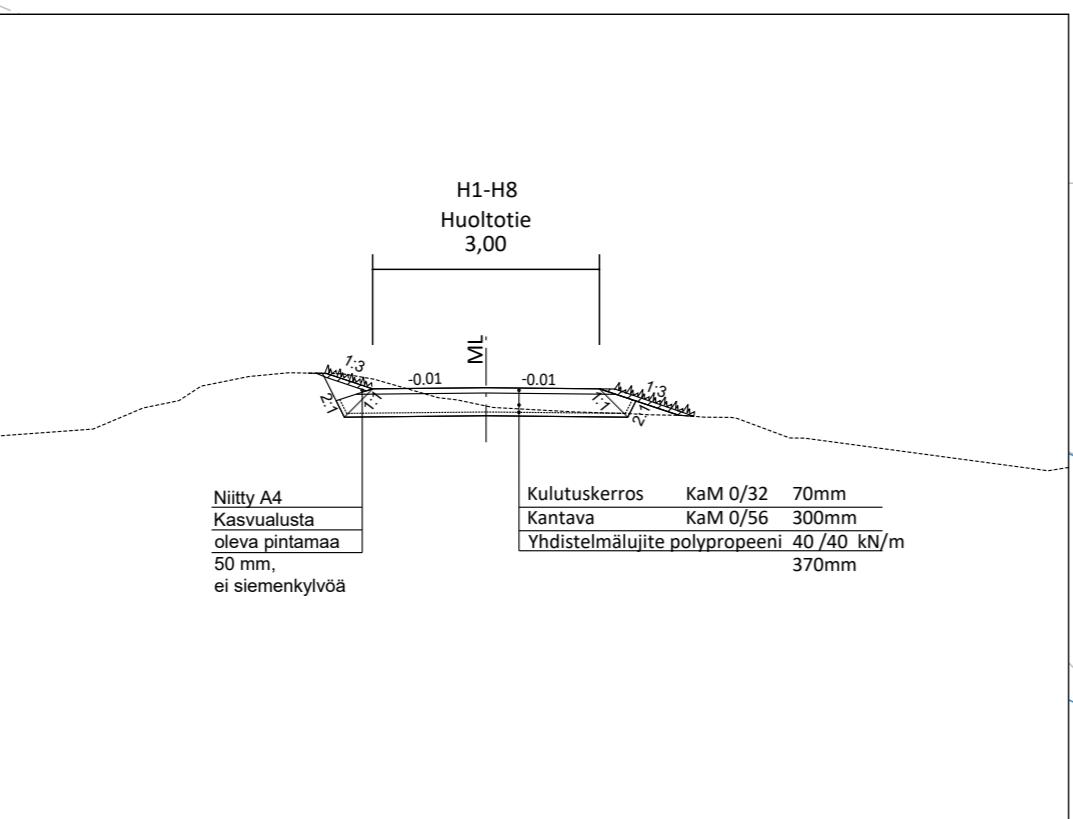 H1-H8
Huoltotie
3,00
ML
1:3
-0.01
-0.01
1:3
2:1
1:1
1:1
2:1
Niitty A4
Kasvualusta
oleva pintamaa
50 mm,
ei siemenkylvöä
Kulutuskerros KaM 0/32 70mm
Kantava KaM 0/56 300mm
Yhdistelmälujite polypropeeni 40 /40 kN/m
370mm